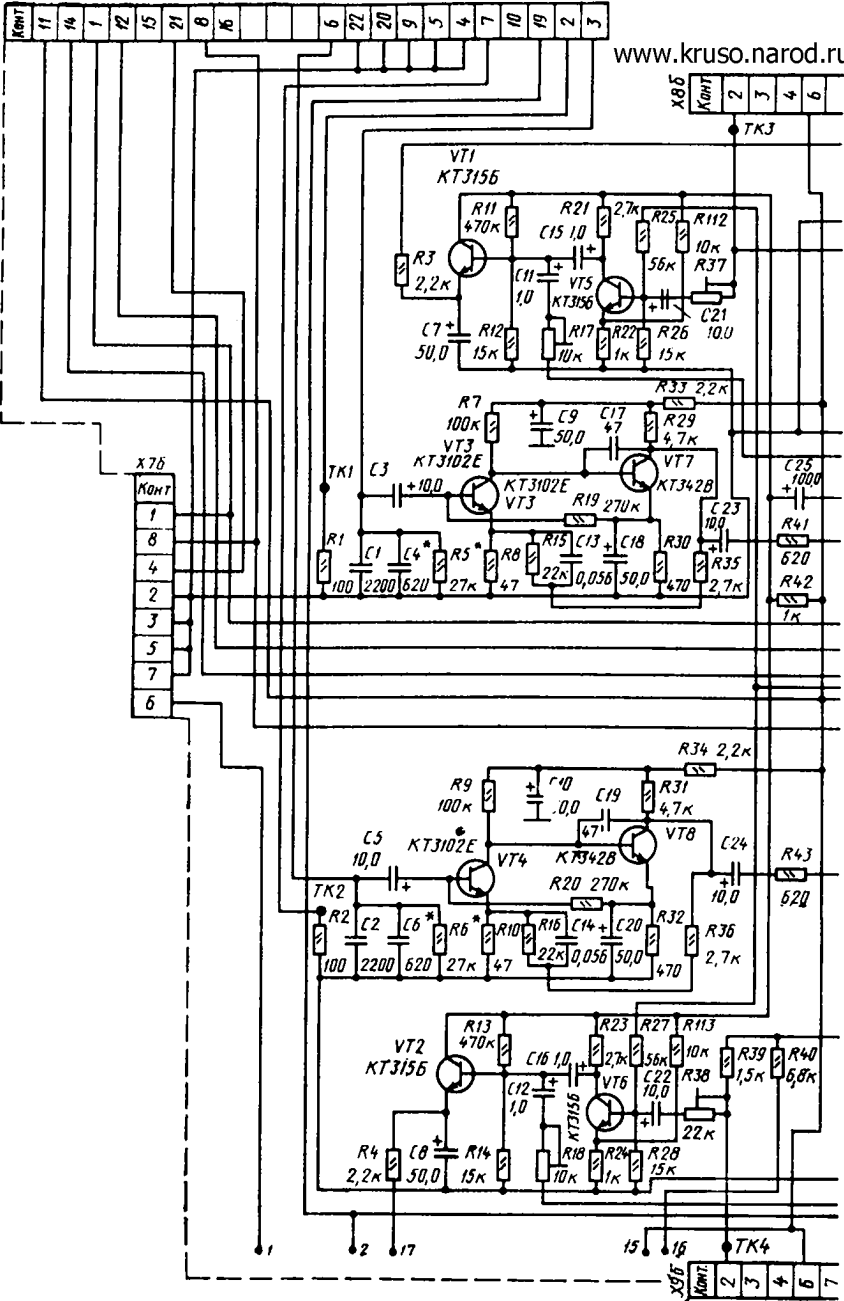 Конт 11 14 1 12 15 21 8 16 6 22 20 9 5 4 7 10 19 2 3
www.kruso.narod.ru
Х8б
Конт 2 3 4 6
ТК3
VT1
КТ315Б
R11
470к
R21
2,7к
R25
56к
R112
10к
R3
2,2к
C15 1,0
C11
1,0
VT5
КТ315Б
R37
C21
10,0
C7
50,0
R12
15к
R17
10к
R22
1к
R26
15к
R33 2,2к
R7
100к
C9
50,0
C17
47
R29
4,7к
VT3
КТ3102Е
VT7
КТ342В
C25
1000
Х7б
Конт
1
8
4
2
3
5
7
6
ТК1
C3
10,0
КТ3102Е
VT3
R19
270к
C23
10,0
R41
620
R1
100
C1
2200
C4
620
R5
27к
R8
47
R15
22к
C13
0,056
C18
50,0
R30
470
R35
2,7к
R42
1к
R34 2,2к
R9
100к
C10
R31
4,7к
C19
47
C5
10,0
КТ3102Е
VT4
КТ342В
VT8
C24
10,0
R43
620
ТК2
R20 270к
R2
100
C2
2200
C6
620
R6
27к
R10
47
R16
22к
C14
0,056
C20
50,0
R32
470
R36
2,7к
VT2
КТ315Б
R13
470к
R23
2,7к
R27
56к
R113
10к
R39
1,5к
R40
6,8к
C16 1,0
C12
1,0
VT6
КТ315Б
C22
10,0
R38
22к
R4
2,2к
C8
50,0
R14
15к
R18
10к
R24
1к
R28
15к
1 2 17 15 16
ТК4
Х9б
Конт. 2 3 4 6 7